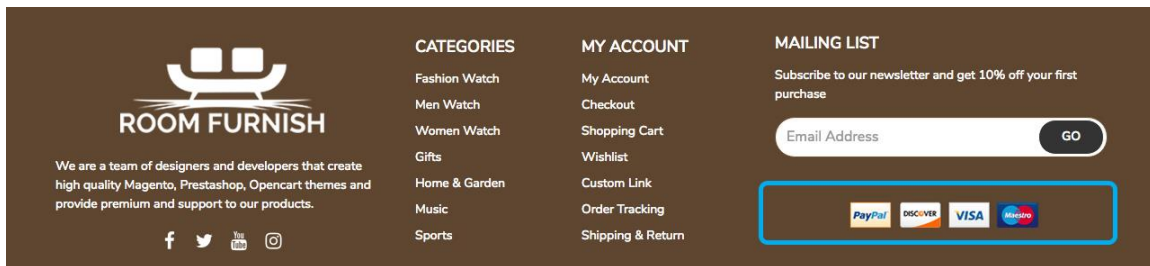 ROOM FURNISH
We are a team of designers and developers that create
high quality Magento, Prestashop, Opencart themes and
provide premium and support to our products.
You
Tube
CATEGORIES
Fashion Watch
Men Watch
Women Watch
Gifts
Home & Garden
Music
Sports
MY ACCOUNT
My Account
Checkout
Shopping Cart
Wishlist
Custom Link
Order Tracking
Shipping & Return
MAILING LIST
Subscribe to our newsletter and get 10% off your first
purchase
Email Address
GO
PayPal
DISCOVER
VISA
Maestro